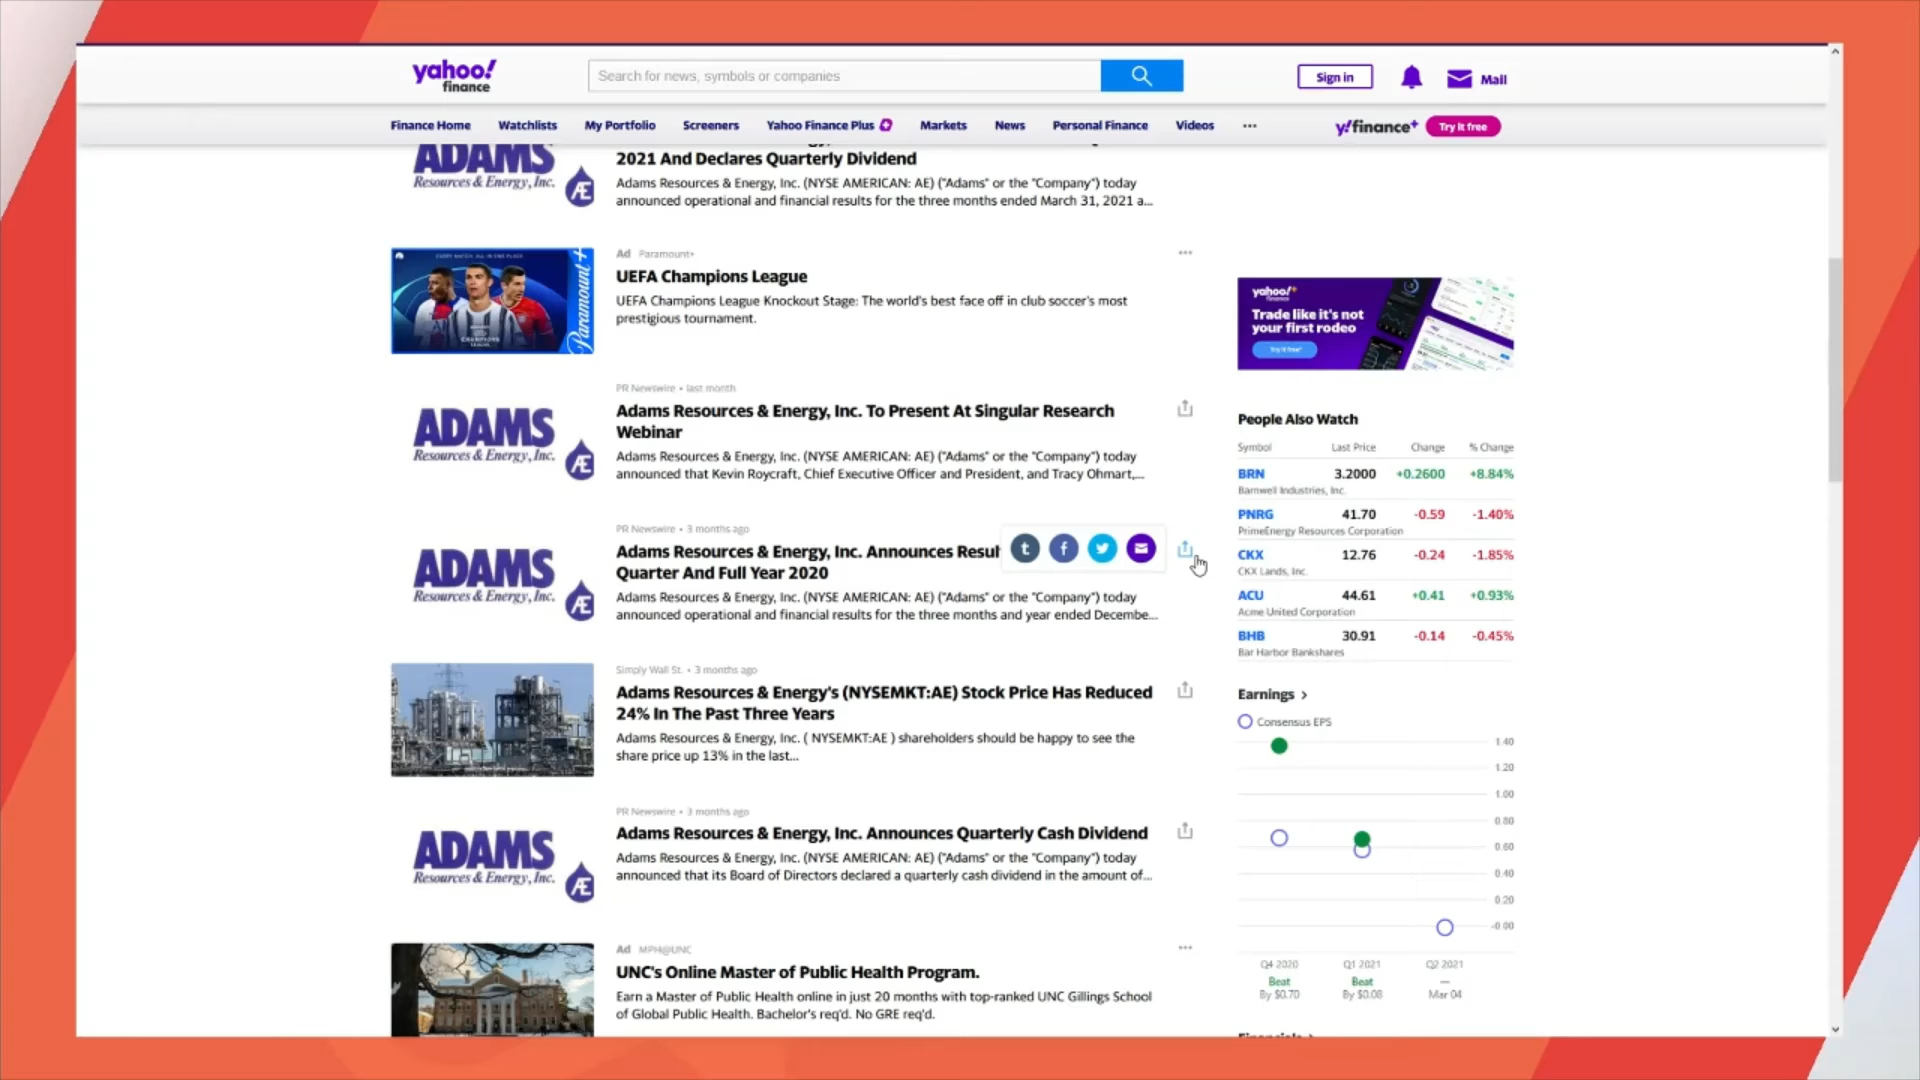 yahoo!
finance
Search for news, symbols or companies
Sign in
Mail
Finance Home
Watchlists
My Portfolio
Screeners
Yahoo Finance Plus
Markets
News
Personal Finance
Videos
y!finance+
Try it free
ADAMS
Resources & Energy, Inc.
Æ
2021 And Declares Quarterly Dividend
Adams Resources & Energy, Inc. (NYSE AMERICAN: AE) ("Adams" or the "Company") today
announced operational and financial results for the three months ended March 31, 2021 a...
EVERY MATCH. ALL IN ONE PLACE
Paramount+
CHAMPIONS
LEAGUE
Ad Paramount+
UEFA Champions League
UEFA Champions League Knockout Stage: The world's best face off in club soccer's most
prestigious tournament.
ADAMS
Resources & Energy, Inc.
Æ
PR Newswire • last month
Adams Resources & Energy, Inc. To Present At Singular Research
Webinar
Adams Resources & Energy, Inc. (NYSE AMERICAN: AE) ("Adams" or the "Company") today
announced that Kevin Roycraft, Chief Executive Officer and President, and Tracy Ohmart,...
ADAMS
Resources & Energy, Inc.
Æ
PR Newswire • 3 months ago
Adams Resources & Energy, Inc. Announces Resul
Quarter And Full Year 2020
Adams Resources & Energy, Inc. (NYSE AMERICAN: AE) ("Adams" or the "Company") today
announced operational and financial results for the three months and year ended Decembe...
Simply Wall St. • 3 months ago
Adams Resources & Energy's (NYSEMKT:AE) Stock Price Has Reduced
24% In The Past Three Years
Adams Resources & Energy, Inc. ( NYSEMKT:AE ) shareholders should be happy to see the
share price up 13% in the last...
ADAMS
Resources & Energy, Inc.
Æ
PR Newswire • 3 months ago
Adams Resources & Energy, Inc. Announces Quarterly Cash Dividend
Adams Resources & Energy, Inc. (NYSE AMERICAN: AE) ("Adams" or the "Company") today
announced that its Board of Directors declared a quarterly cash dividend in the amount of...
Ad MPH@UNC
UNC's Online Master of Public Health Program.
Earn a Master of Public Health online in just 20 months with top-ranked UNC Gillings School
of Global Public Health. Bachelor's req'd. No GRE req'd.
yahoo!+
finance
Trade like it's not
your first rodeo
Try it free*
People Also Watch
Symbol Last Price Change % Change
BRN 3.2000 +0.2600 +8.84%
Barnwell Industries, Inc.
PNRG 41.70 -0.59 -1.40%
PrimeEnergy Resources Corporation
CKX 12.76 -0.24 -1.85%
CKX Lands, Inc.
ACU 44.61 +0.41 +0.93%
Acme United Corporation
BHB 30.91 -0.14 -0.45%
Bar Harbor Bankshares
Earnings >
Consensus EPS
1.40
1.20
1.00
0.80
0.60
0.40
0.20
-0.00
Q4 2020 Q1 2021 Q2 2021
Beat Beat —
By $0.70 By $0.08 Mar 04